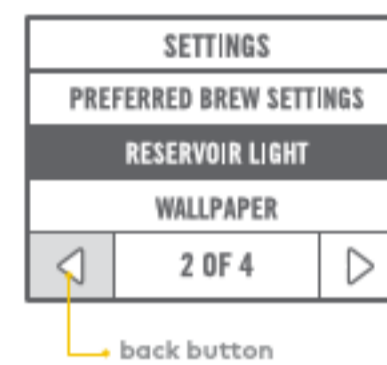 SETTINGS
PREFERRED BREW SETTINGS
RESERVOIR LIGHT
WALLPAPER
2 OF 4
back button